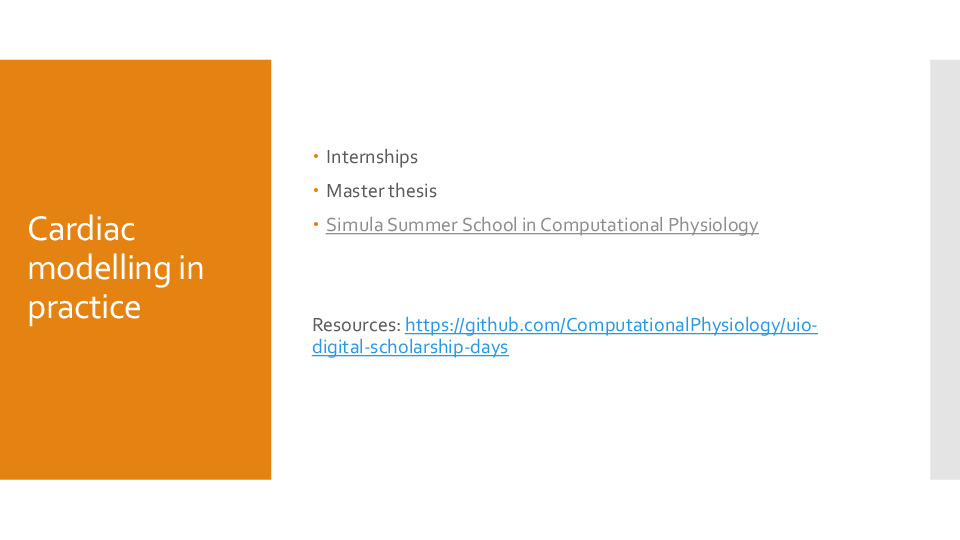 Cardiac
modelling in
practice
• Internships
• Master thesis
• Simula Summer School in Computational Physiology
Resources: https://github.com/ComputationalPhysiology/uio-
digital-scholarship-days